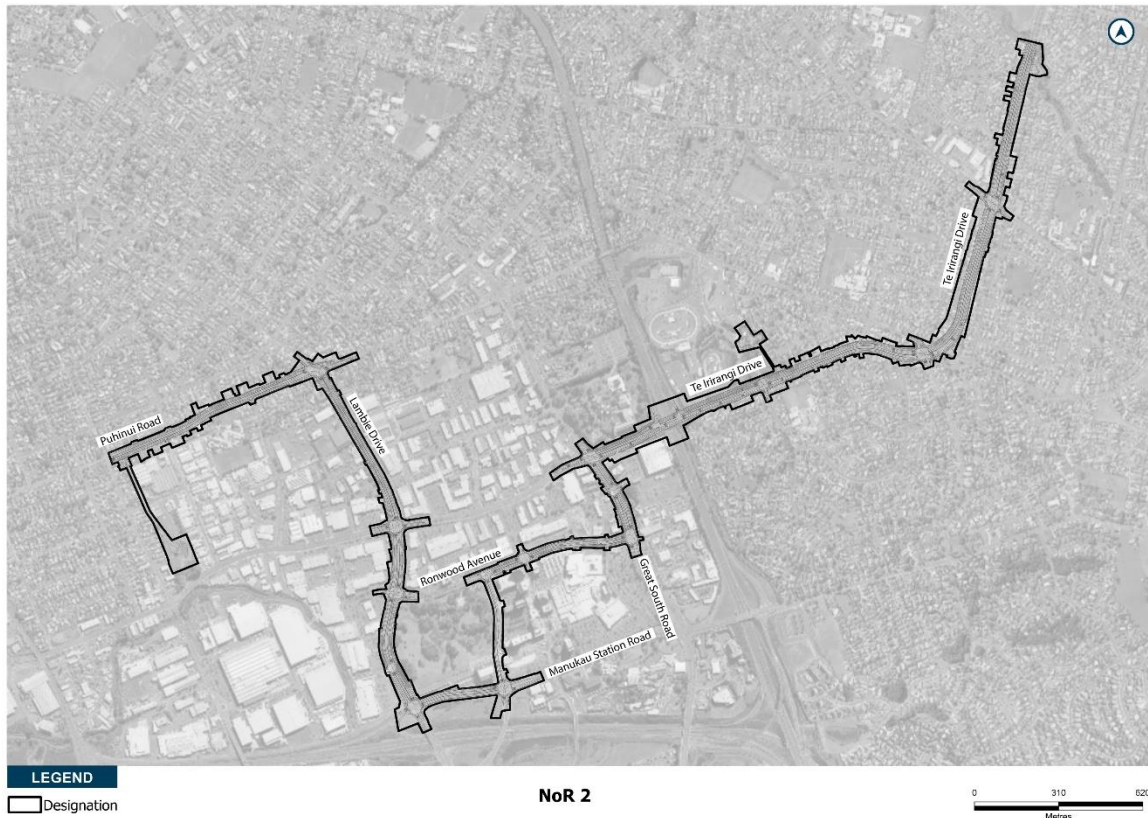 Te Irirangi Drive
Te Irirangi Drive
Puhinui Road
Lambie Drive
Ronwood Avenue
Great South Road
Manukau Station Road
LEGEND
Designation
NoR 2
0 310 620
Metres